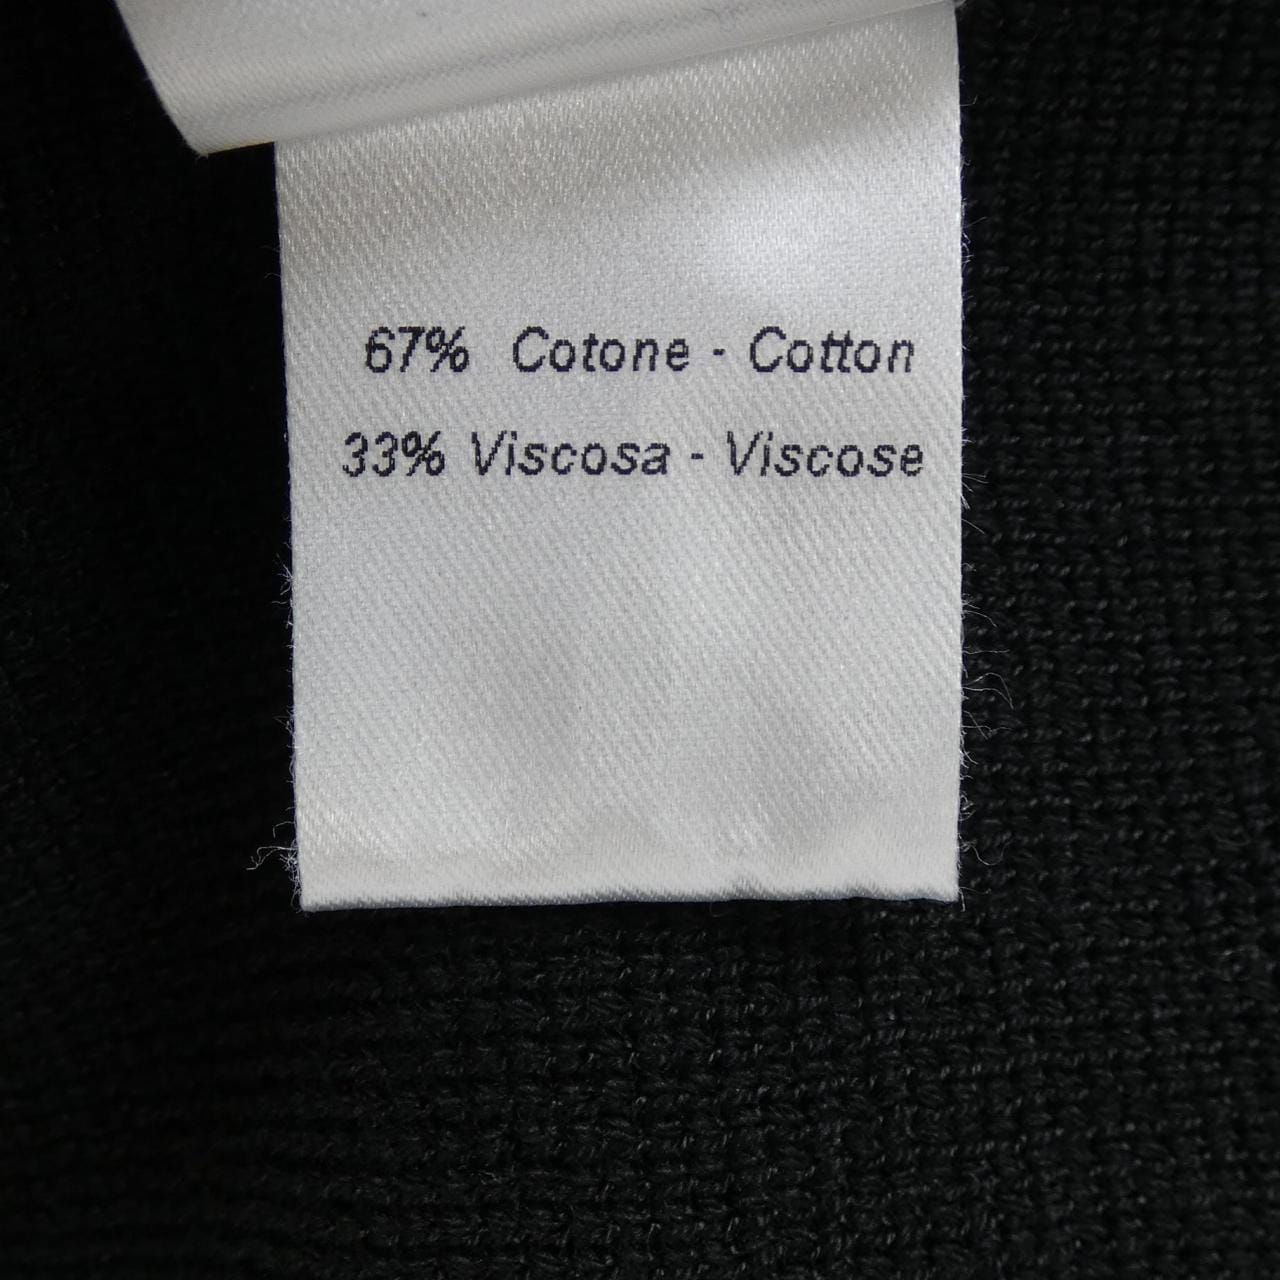 67% Cotone - Cotton
33% Viscosa - Viscose